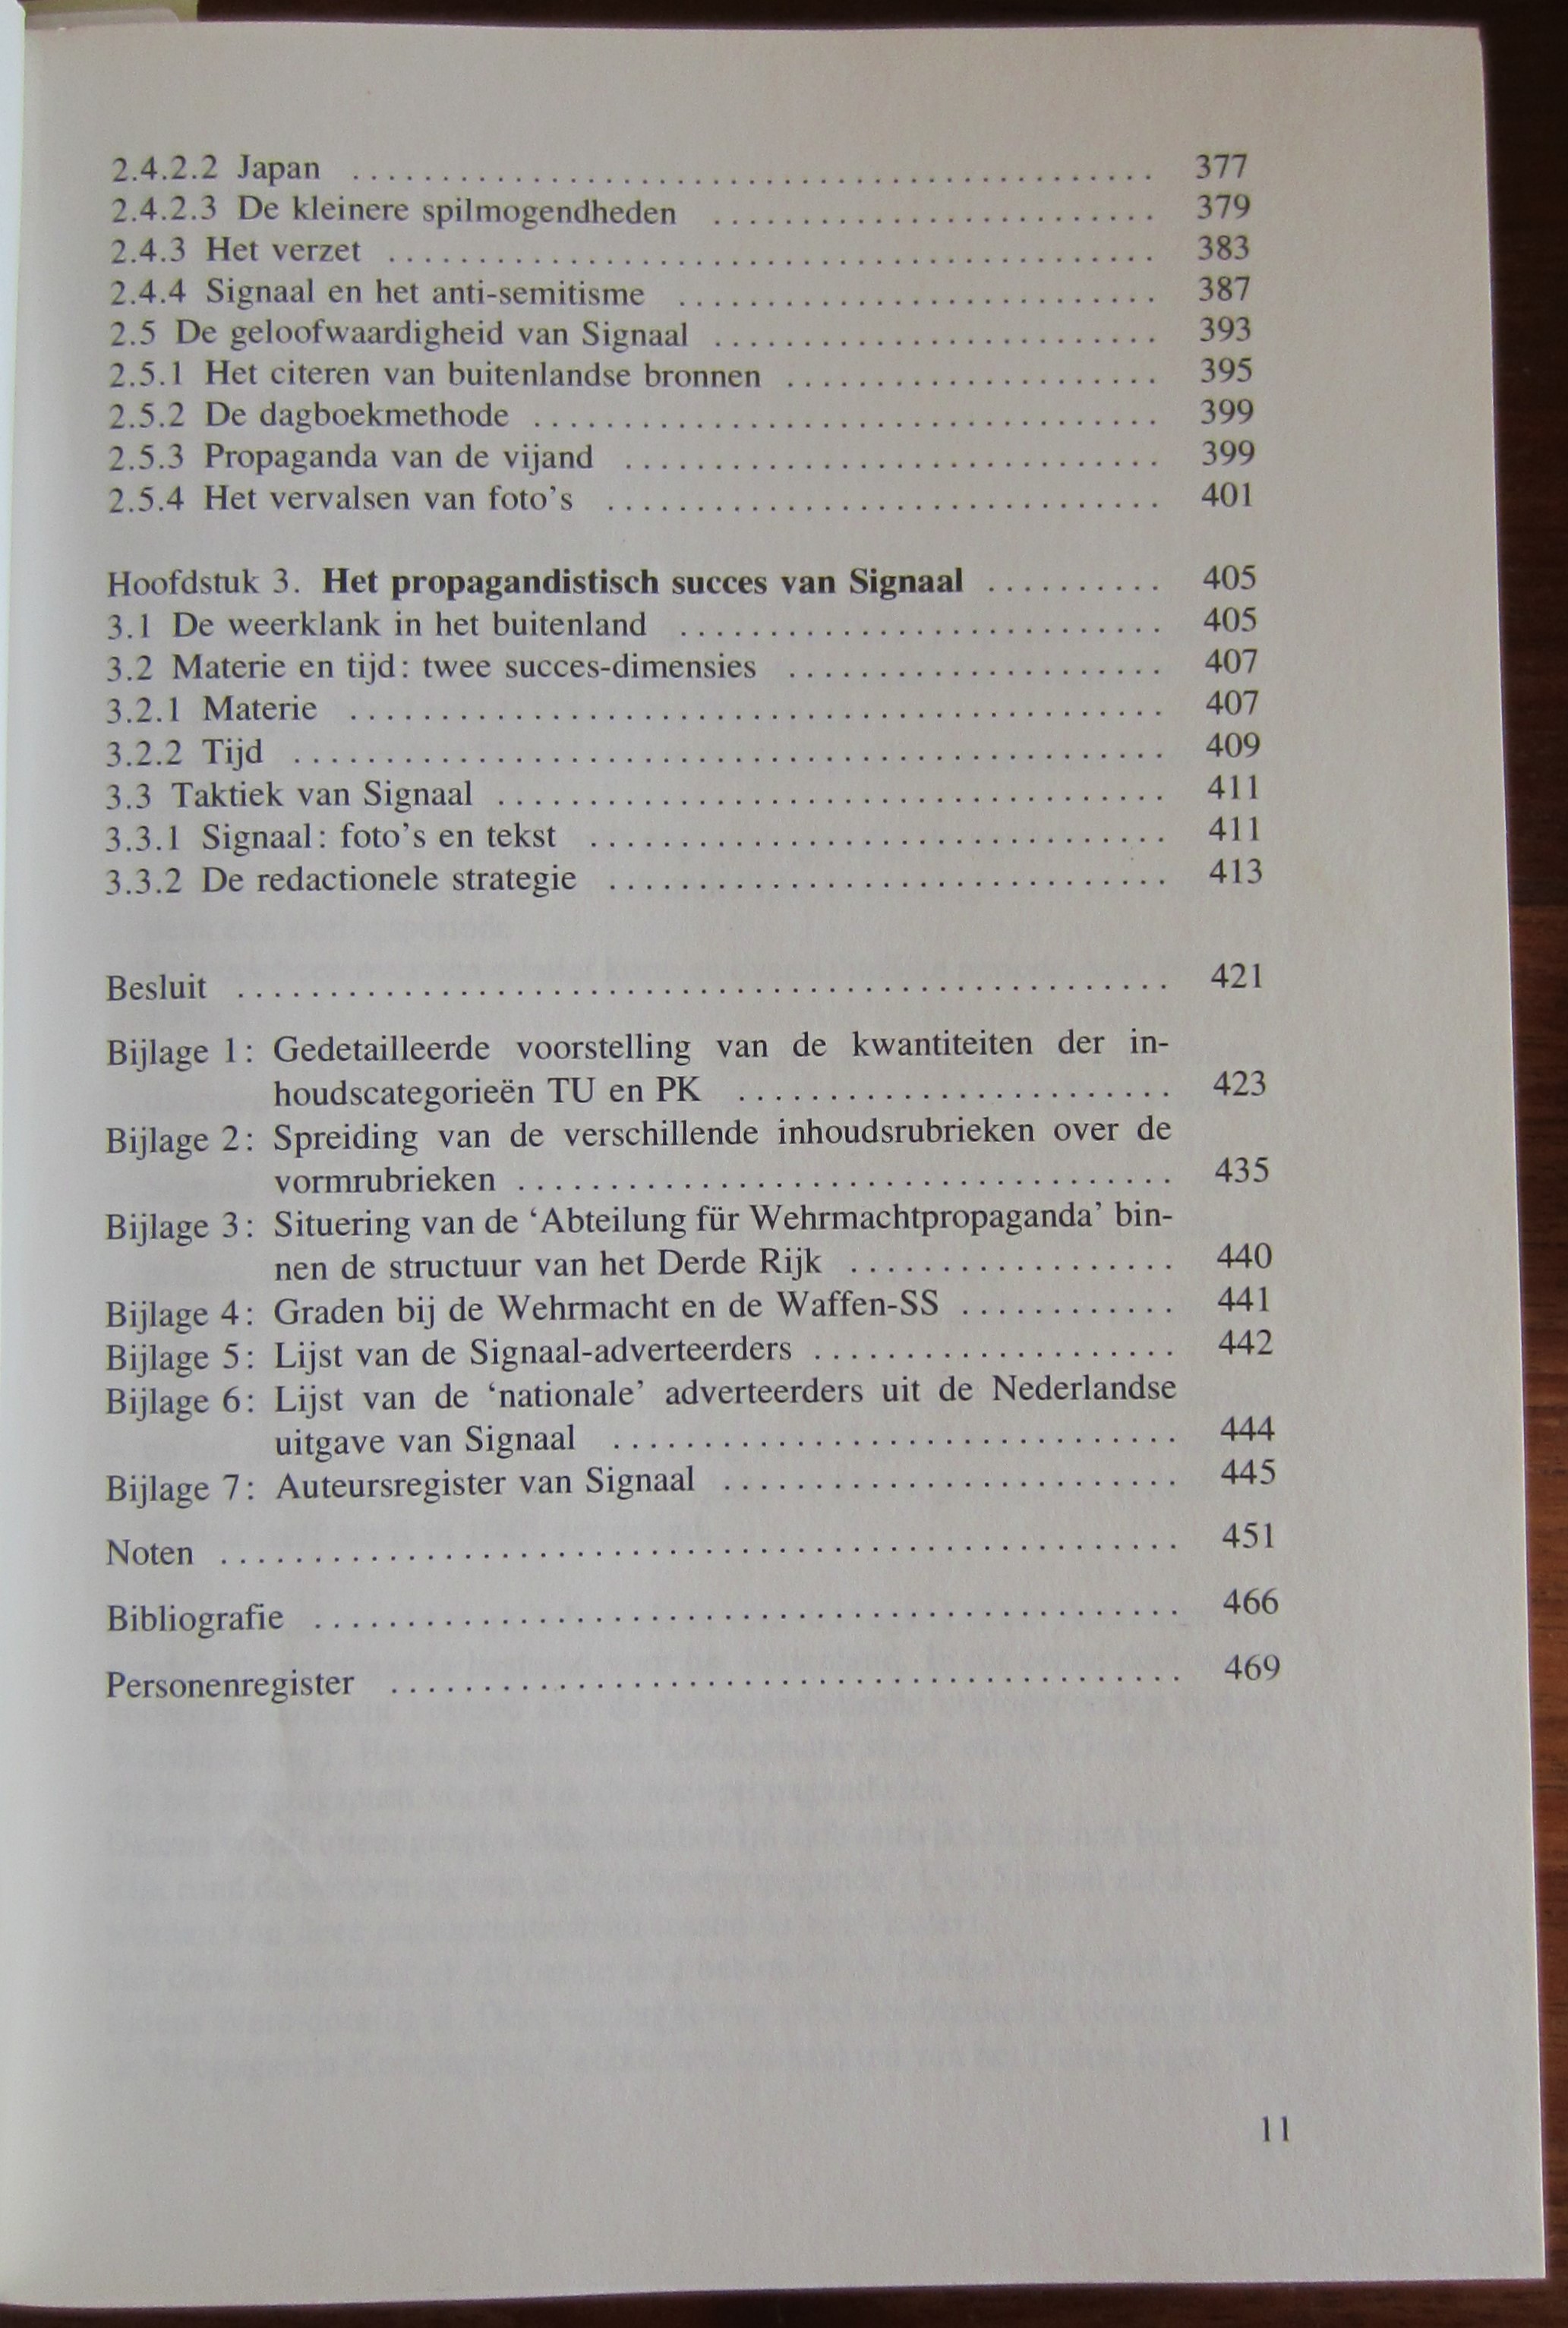 2.4.2.2 Japan ........................................ 377
2.4.2.3 De kleinere spilmogendheden ........................................ 379
2.4.3 Het verzet ........................................ 383
2.4.4 Signaal en het anti-semitisme ........................................ 387
2.5 De geloofwaardigheid van Signaal ........................................ 393
2.5.1 Het citeren van buitenlandse bronnen ........................................ 395
2.5.2 De dagboekmethode ........................................ 399
2.5.3 Propaganda van de vijand ........................................ 399
2.5.4 Het vervalsen van foto's ........................................ 401
Hoofdstuk 3. Het propagandistisch succes van Signaal .......... 405
3.1 De weerklank in het buitenland ........................................ 405
3.2 Materie en tijd: twee succes-dimensies ........................................ 407
3.2.1 Materie ........................................ 407
3.2.2 Tijd ........................................ 409
3.3 Taktiek van Signaal ........................................ 411
3.3.1 Signaal: foto's en tekst ........................................ 411
3.3.2 De redactionele strategie ........................................ 413
Besluit ........................................ 421
Bijlage 1: Gedetailleerde voorstelling van de kwantiteiten der in-
houdscategorieën TU en PK ........................ 423
Bijlage 2: Spreiding van de verschillende inhoudsrubrieken over de
vormrubrieken ........................................ 435
Bijlage 3: Situering van de ‘Abteilung für Wehrmachtpropaganda’ bin-
nen de structuur van het Derde Rijk .................. 440
Bijlage 4: Graden bij de Wehrmacht en de Waffen-SS ............ 441
Bijlage 5: Lijst van de Signaal-adverteerders .................... 442
Bijlage 6: Lijst van de ‘nationale’ adverteerders uit de Nederlandse
uitgave van Signaal ................................ 444
Bijlage 7: Auteursregister van Signaal ......................... 445
Noten ........................................ 451
Bibliografie ........................................ 466
Personenregister ........................................ 469
11